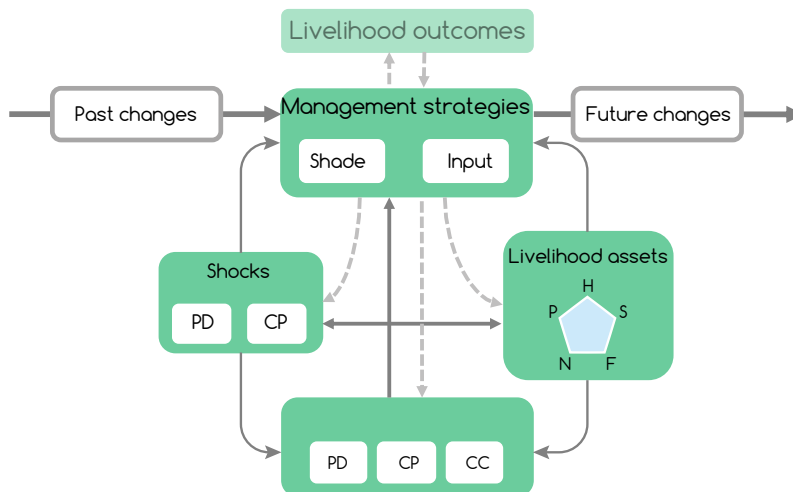 Livelihood outcomes
Past changes
Management strategies
Future changes
Shade
Input
Shocks
PD
CP
Livelihood assets
H
P
S
N
F
PD
CP
CC